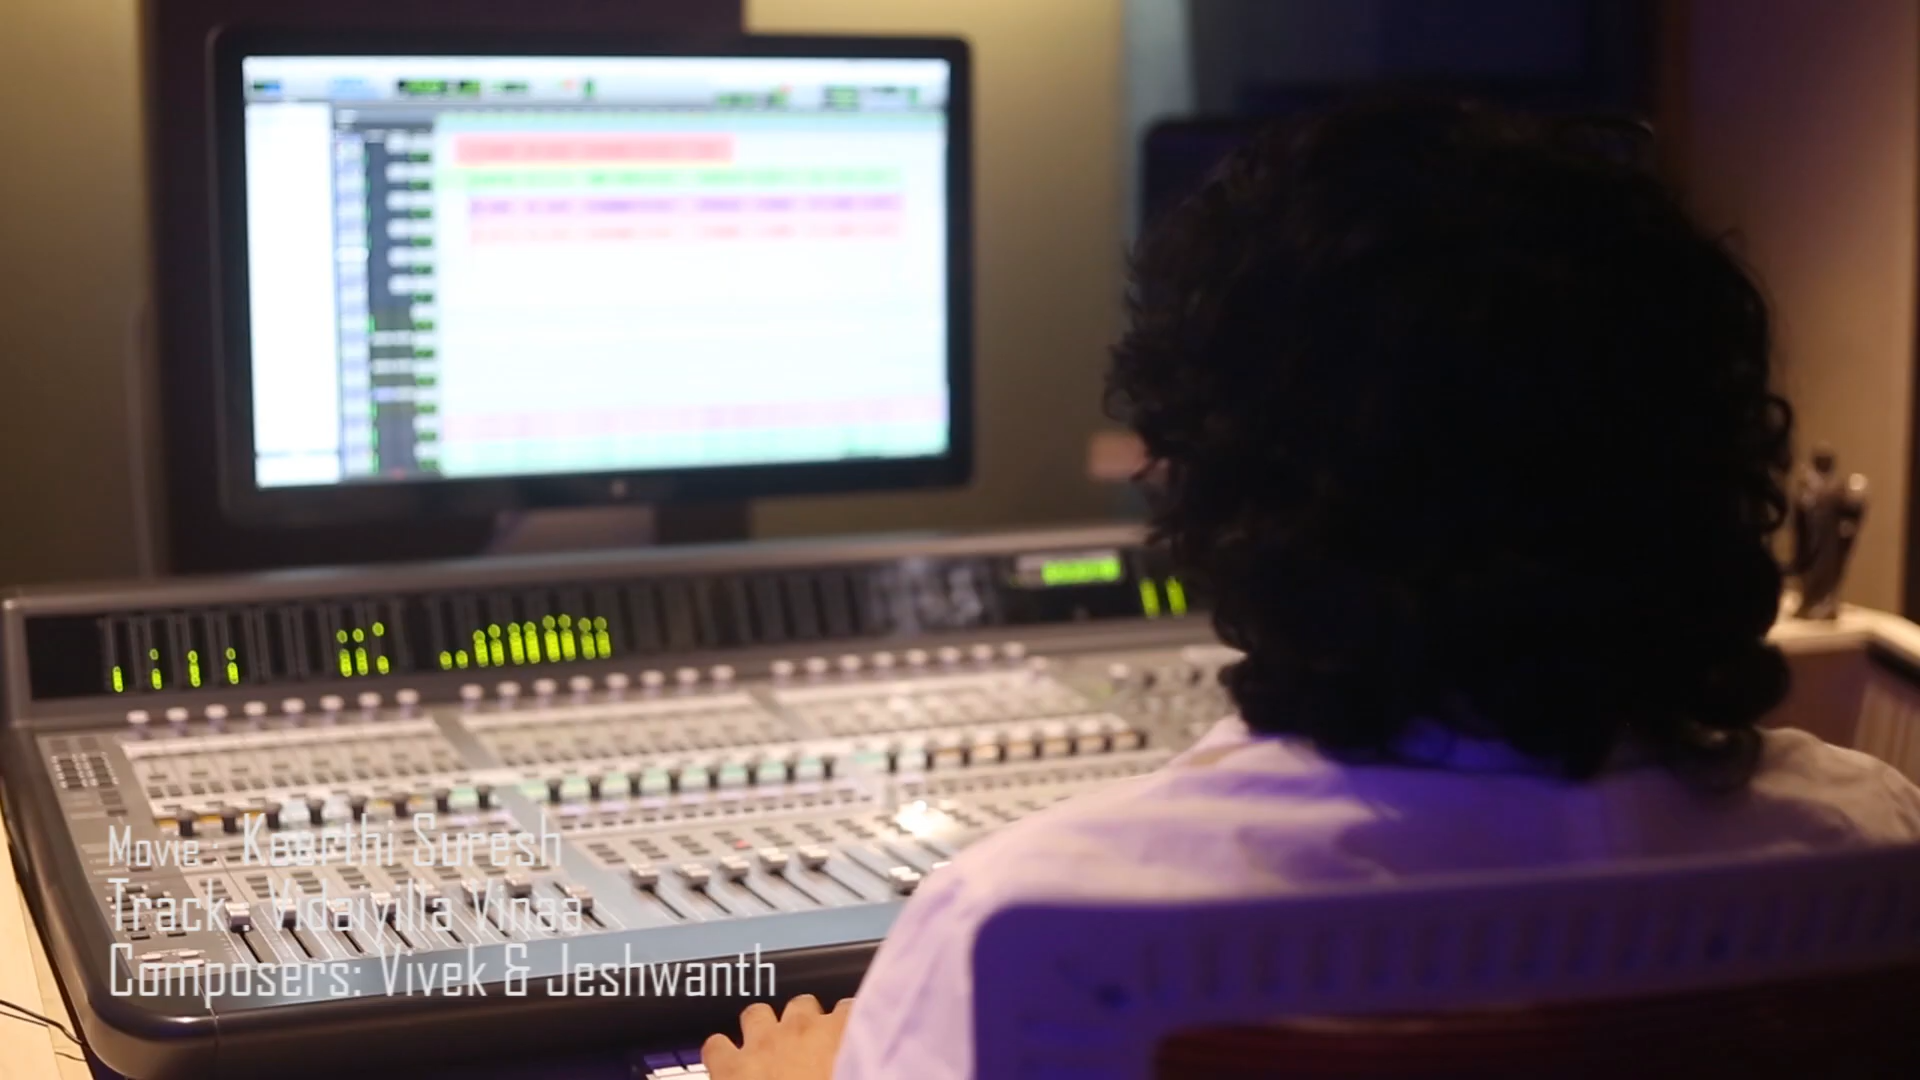 Movie : Keerthi Suresh
Track : Vidaiyilla Vinaa
Composers: Vivek & Jeshwanth